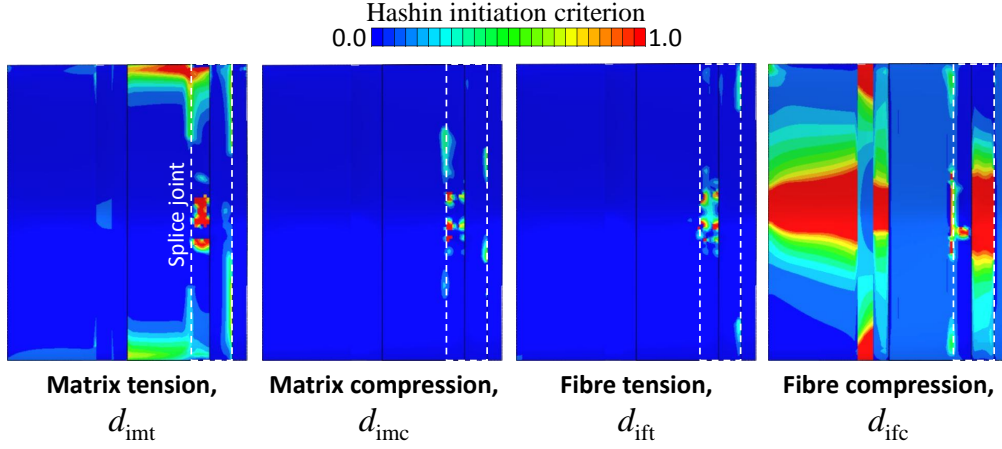 Hashin initiation criterion
0.0 1.0
Splice joint
Matrix tension, Matrix compression, Fibre tension, Fibre compression,
d_imt d_imc d_ift d_ifc